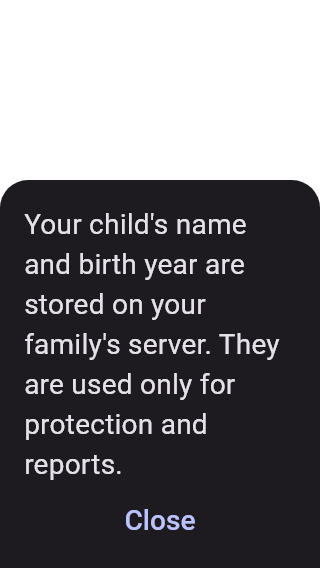 Your child's name
and birth year are
stored on your
family's server. They
are used only for
protection and
reports.
Close